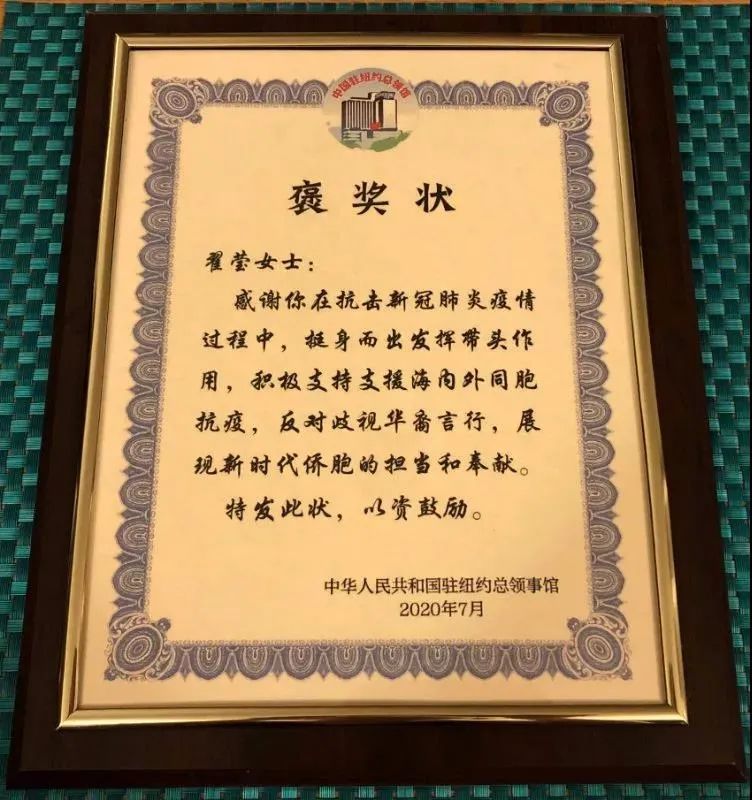 中国驻纽约总领馆
褒奖状
翟莹女士：
感谢你在抗击新冠肺炎疫情
过程中，挺身而出发挥带头作
用，积极支持支援海内外同胞
抗疫，反对歧视华裔言行，展
现新时代侨胞的担当和奉献。
特发此状，以资鼓励。
中华人民共和国驻纽约总领事馆
2020年7月